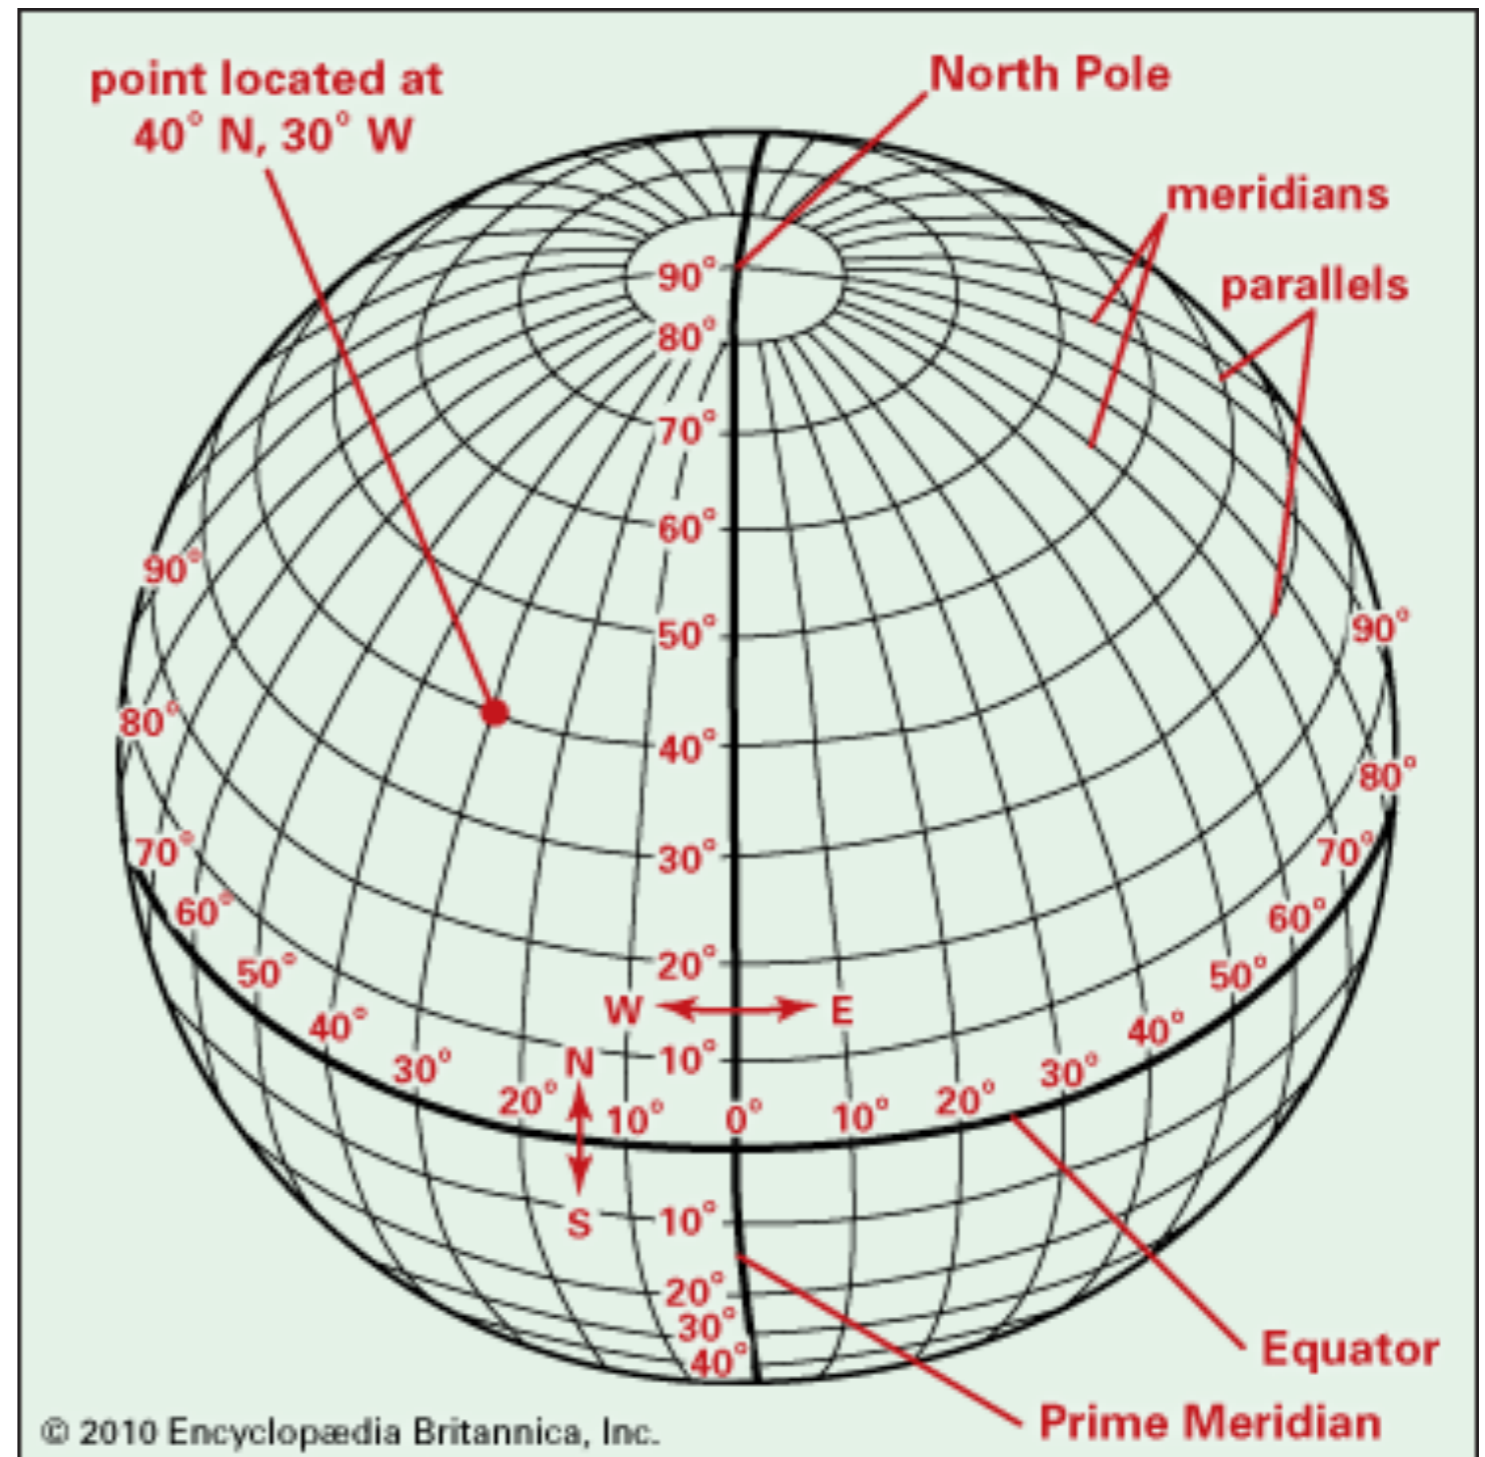 point located at
40° N, 30° W
North Pole
meridians
parallels
90°
80°
70°
60°
50°
40°
30°
20°
10°
90°
80°
70°
60°
50°
40°
30°
20°
10°
0°
10°
20°
30°
40°
50°
60°
70°
80°
90°
W
E
N
S
10°
20°
30°
40°
Equator
Prime Meridian
© 2010 Encyclopædia Britannica, Inc.